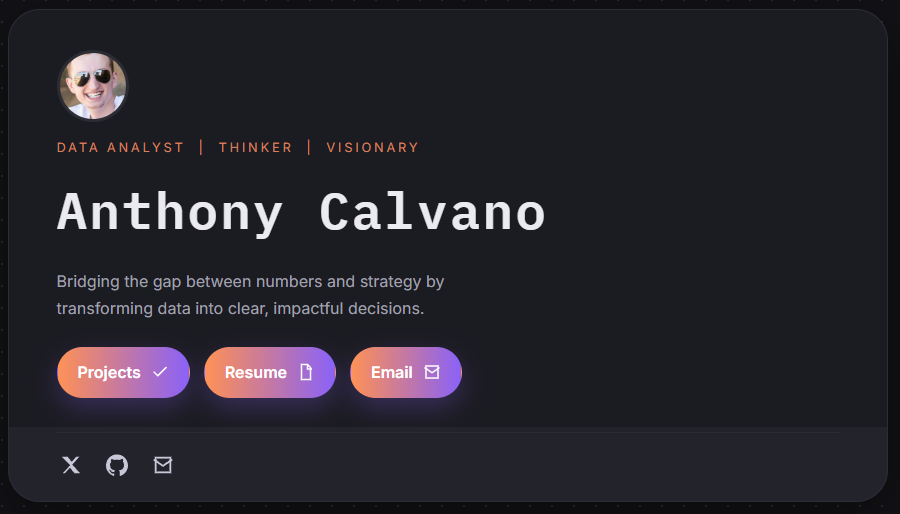 DATA ANALYST | THINKER | VISIONARY
Anthony Calvano
Bridging the gap between numbers and strategy by
transforming data into clear, impactful decisions.
Projects Resume Email